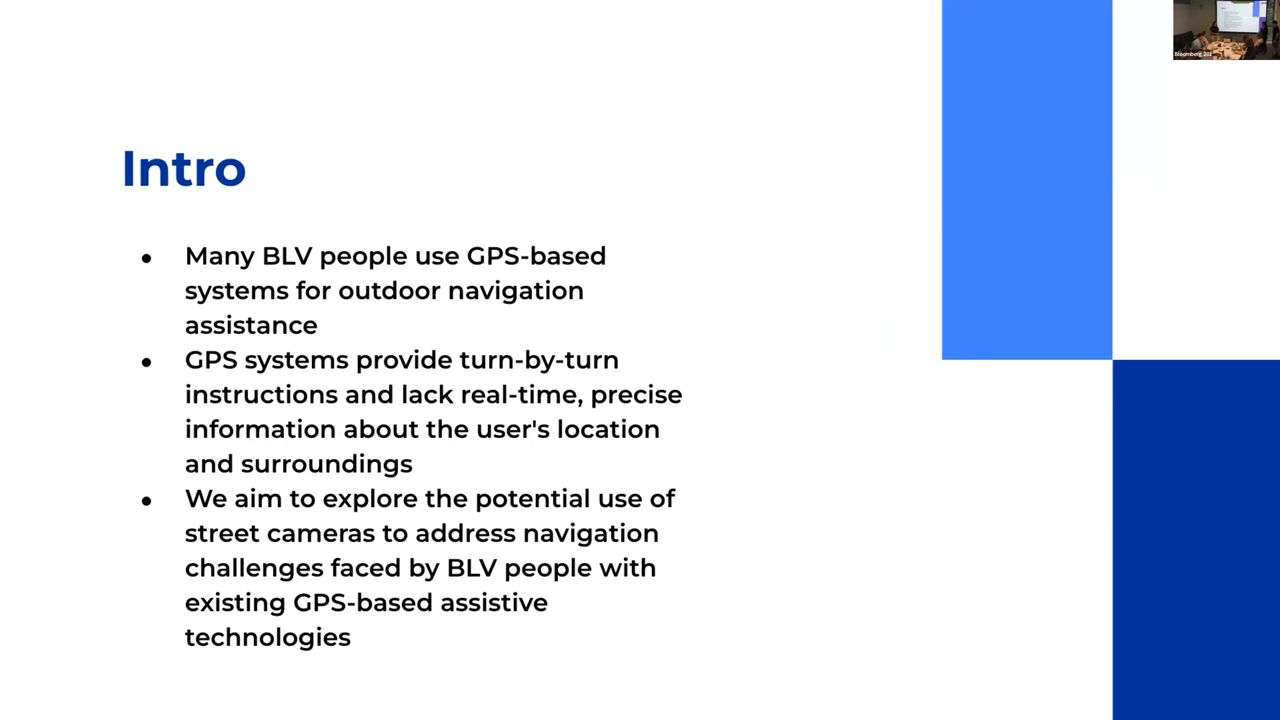 Bloomberg 201
Intro
• Many BLV people use GPS-based
systems for outdoor navigation
assistance
• GPS systems provide turn-by-turn
instructions and lack real-time, precise
information about the user's location
and surroundings
• We aim to explore the potential use of
street cameras to address navigation
challenges faced by BLV people with
existing GPS-based assistive
technologies